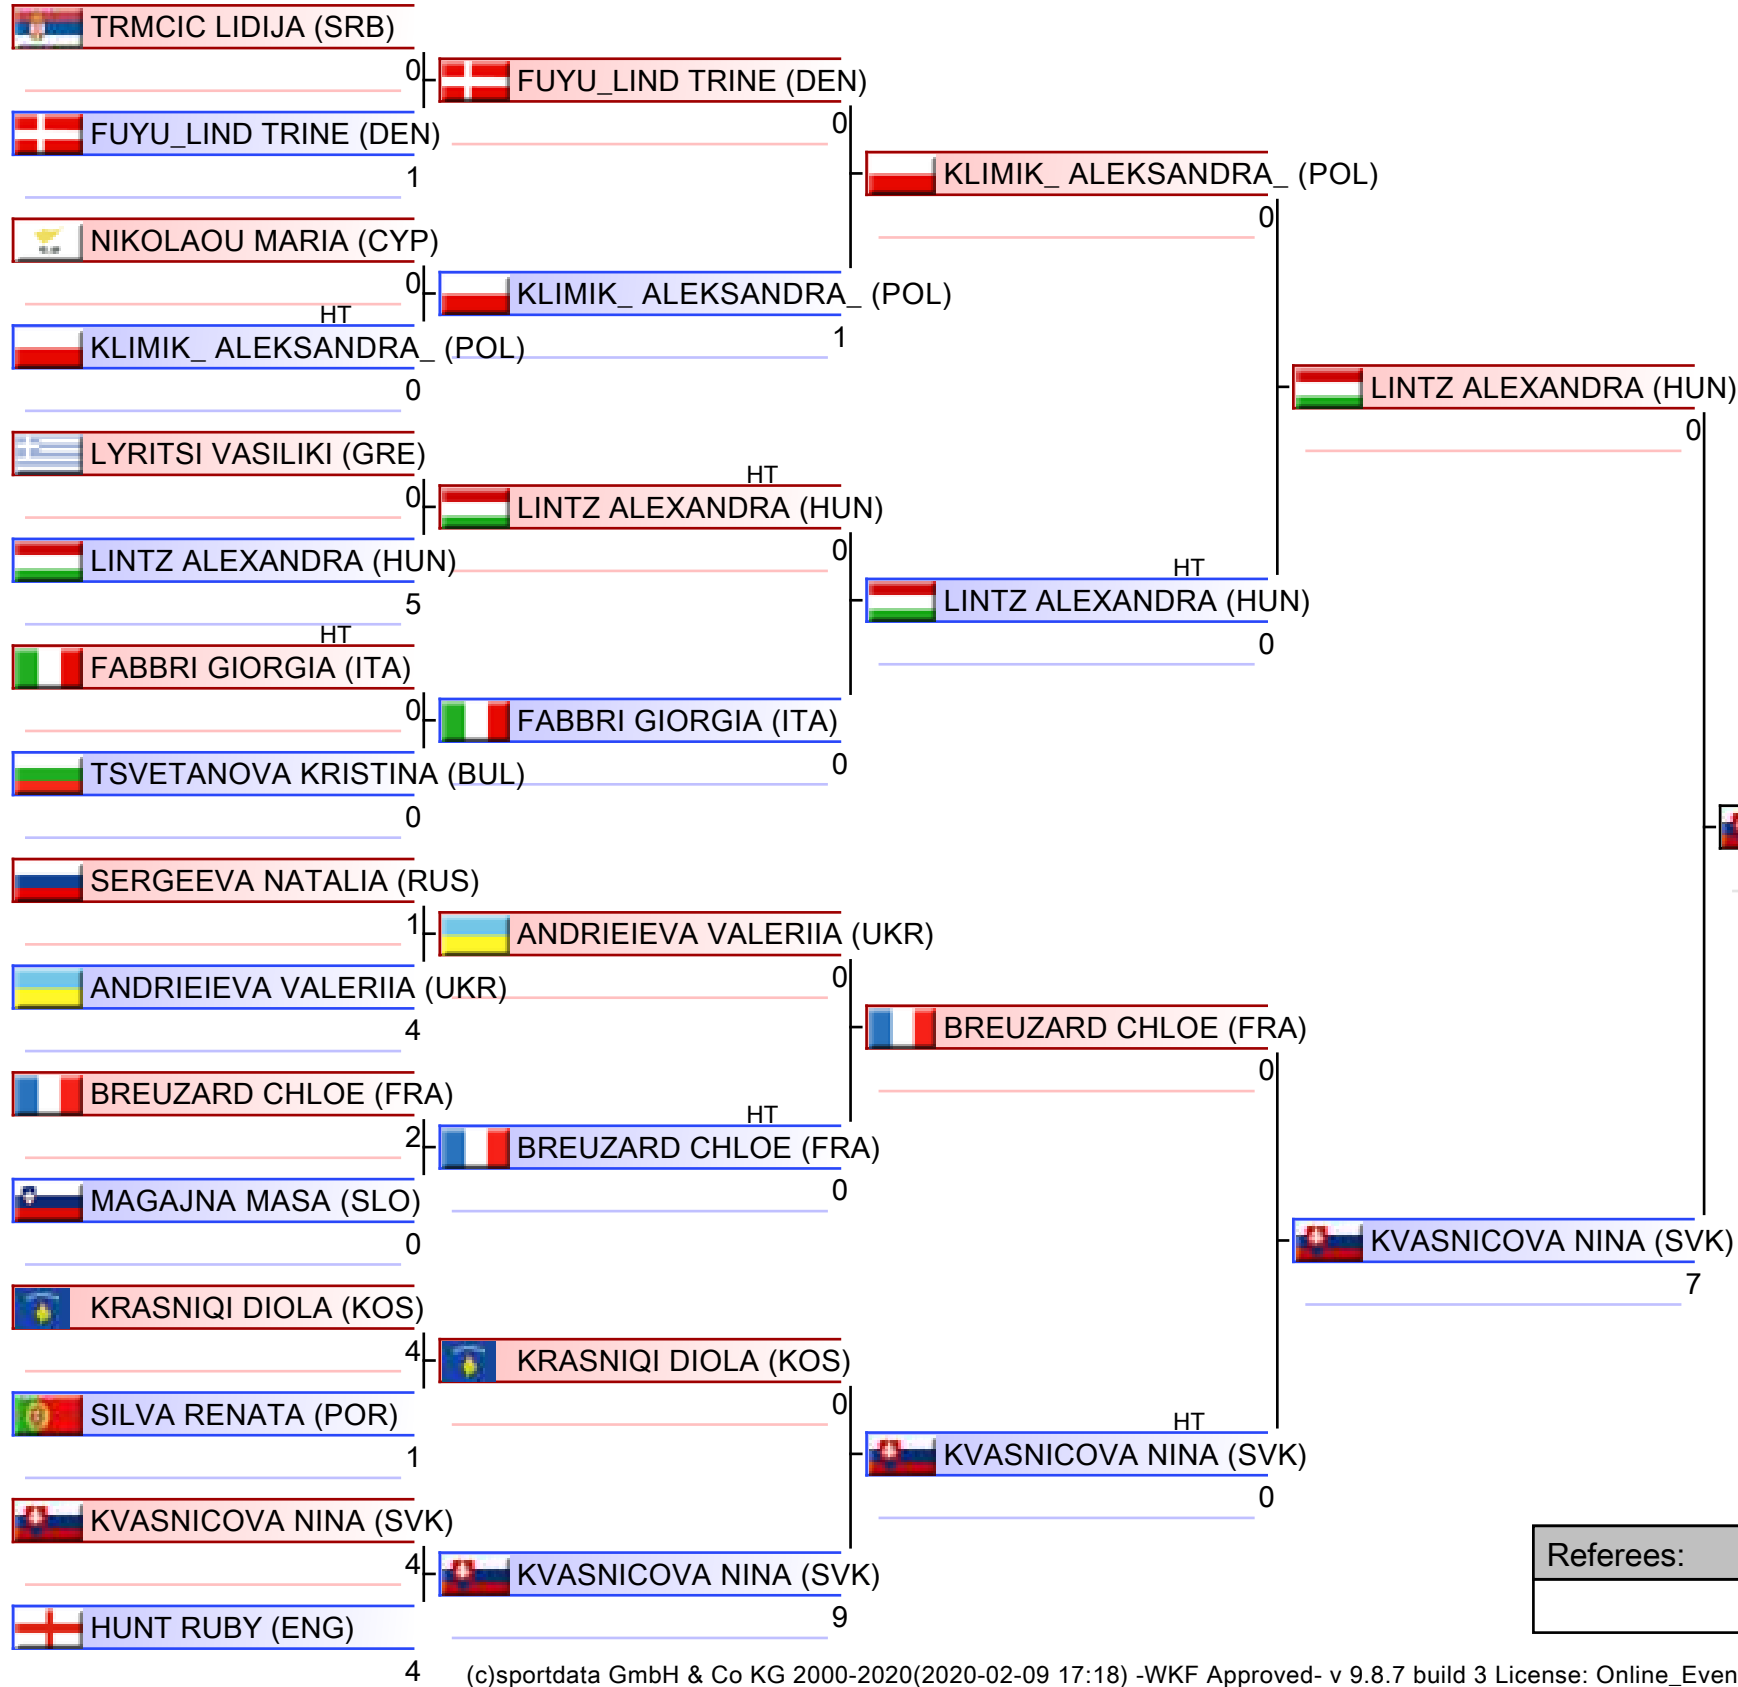 TRMCIC LIDIJA (SRB)
0
FUYU_LIND TRINE (DEN)
1
NIKOLAOU MARIA (CYP)
0
HT
KLIMIK_ ALEKSANDRA_ (POL)
0
LYRITSI VASILIKI (GRE)
0
LINTZ ALEXANDRA (HUN)
5
HT
FABBRI GIORGIA (ITA)
0
TSVETANOVA KRISTINA (BUL)
0
SERGEEVA NATALIA (RUS)
1
ANDRIEIEVA VALERIIA (UKR)
4
BREUZARD CHLOE (FRA)
2
MAGAJNA MASA (SLO)
0
KRASNIQI DIOLA (KOS)
4
SILVA RENATA (POR)
1
KVASNICOVA NINA (SVK)
4
HUNT RUBY (ENG)
4
FUYU_LIND TRINE (DEN)
0
KLIMIK_ ALEKSANDRA_ (POL)
1
HT
LINTZ ALEXANDRA (HUN)
0
FABBRI GIORGIA (ITA)
0
ANDRIEIEVA VALERIIA (UKR)
0
HT
BREUZARD CHLOE (FRA)
0
KRASNIQI DIOLA (KOS)
0
KVASNICOVA NINA (SVK)
9
KLIMIK_ ALEKSANDRA_ (POL)
0
HT
LINTZ ALEXANDRA (HUN)
0
BREUZARD CHLOE (FRA)
0
HT
KVASNICOVA NINA (SVK)
0
LINTZ ALEXANDRA (HUN)
0
KVASNICOVA NINA (SVK)
7
Referees:
(c)sportdata GmbH & Co KG 2000-2020(2020-02-09 17:18) -WKF Approved- v 9.8.7 build 3 License: Online_Even